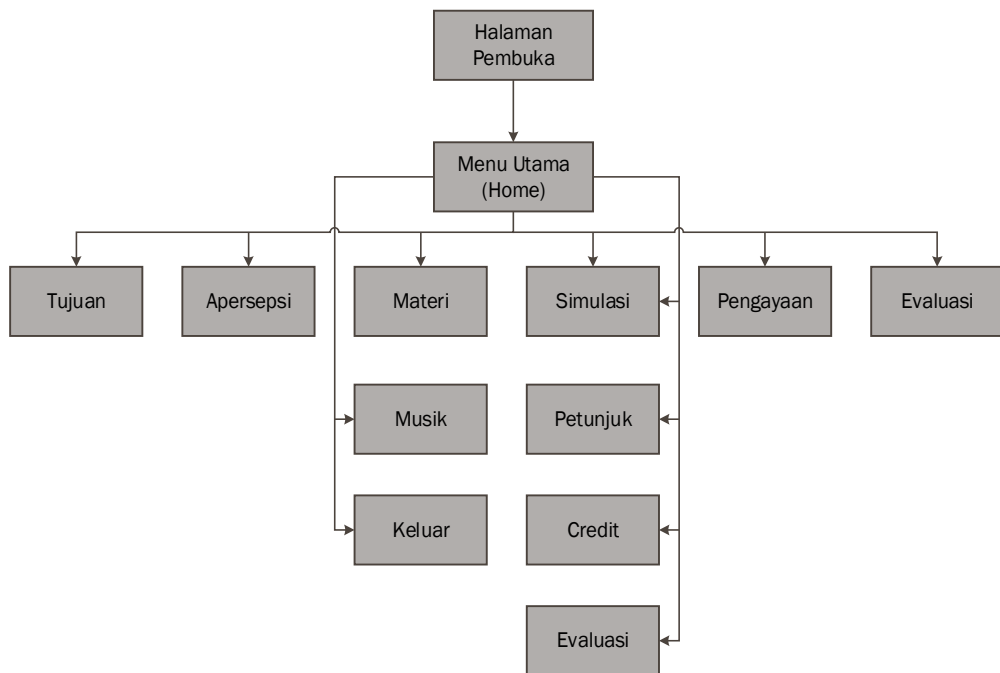 Halaman
Pembuka
Menu Utama
(Home)
Tujuan
Apersepsi
Materi
Simulasi
Pengayaan
Evaluasi
Musik
Petunjuk
Keluar
Credit
Evaluasi